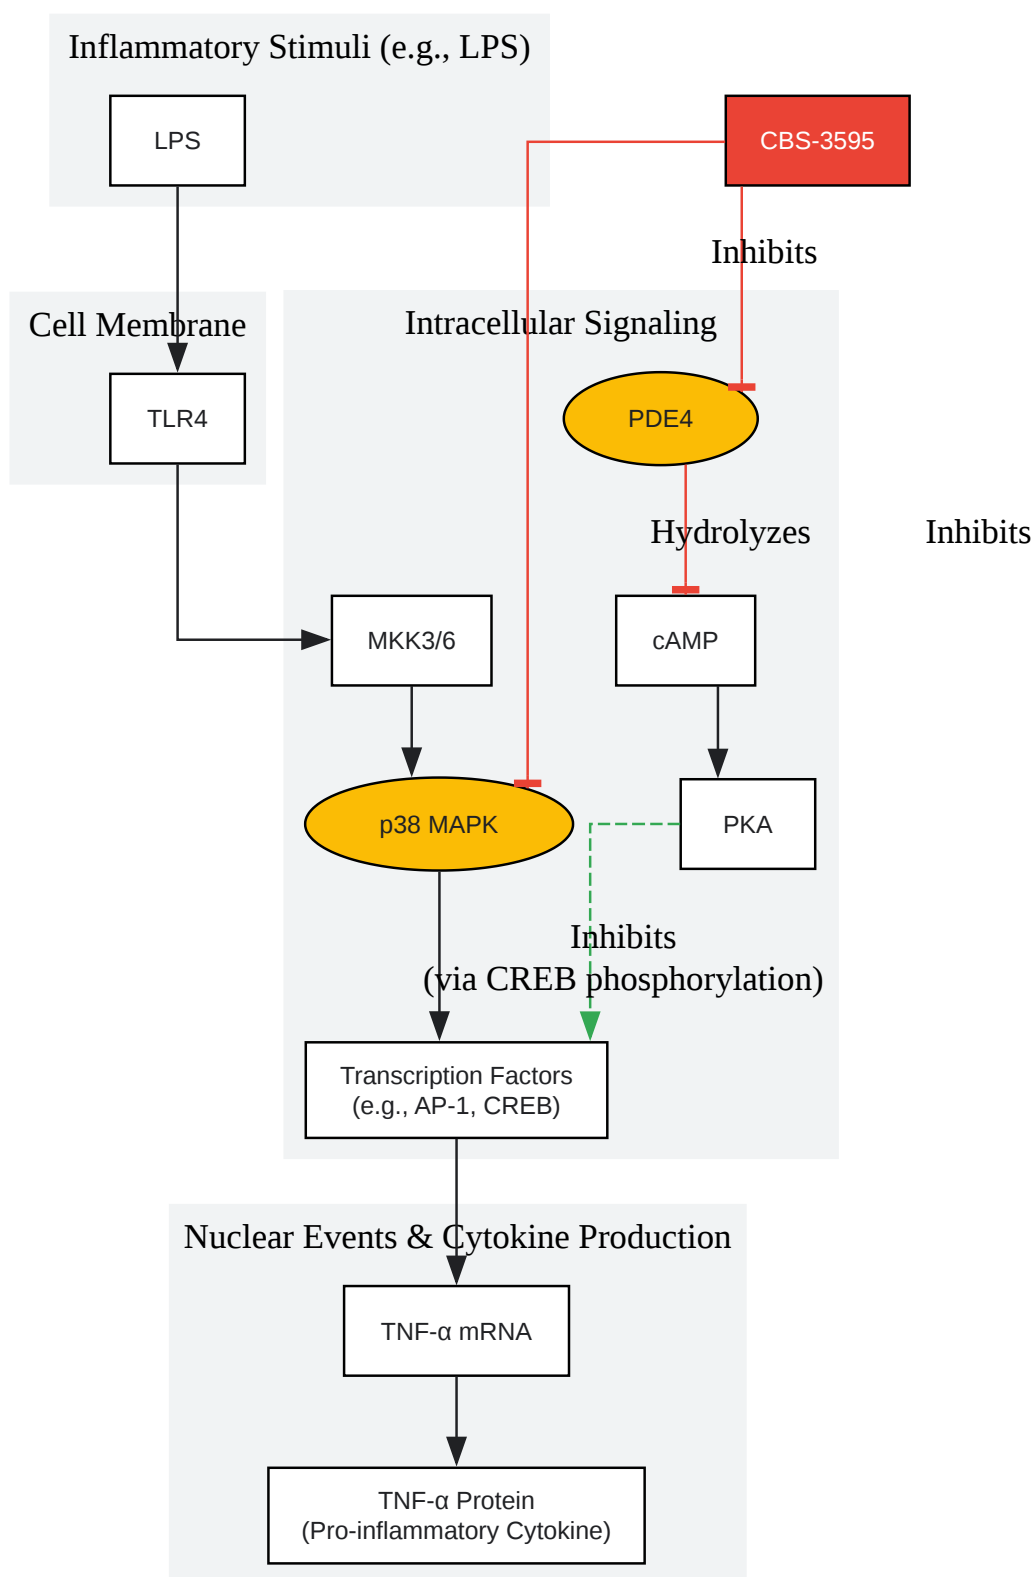 Inflammatory Stimuli (e.g., LPS)
LPS
CBS-3595
Inhibits
Cell Membrane
Intracellular Signaling
TLR4
PDE4
Hydrolyzes
Inhibits
MKK3/6
cAMP
p38 MAPK
PKA
Inhibits
(via CREB phosphorylation)
Transcription Factors
(e.g., AP-1, CREB)
Nuclear Events & Cytokine Production
TNF-α mRNA
TNF-α Protein
(Pro-inflammatory Cytokine)